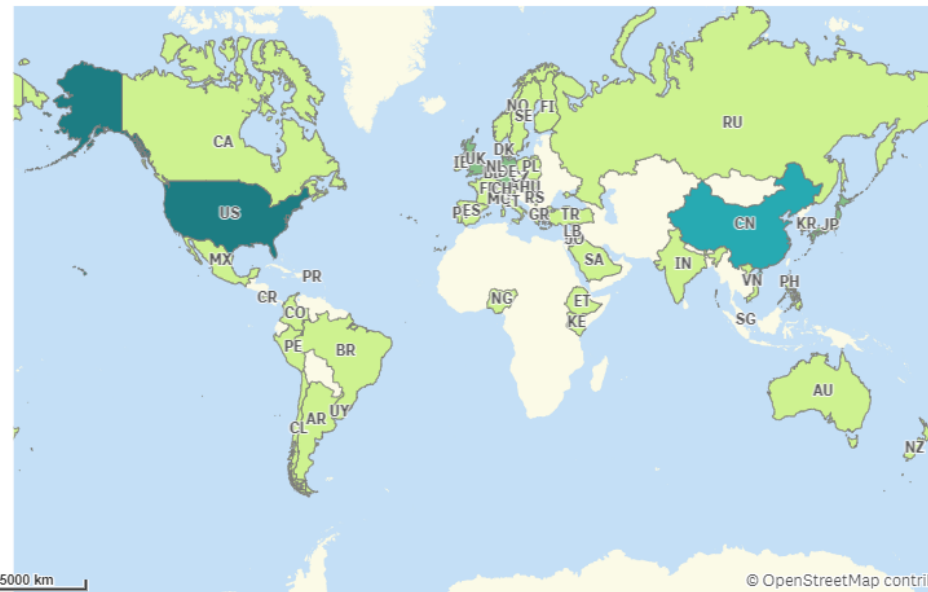 NO
SE
FI
RU
CA
DK
IE
UK
NL
DE
PL
CH
HU
RS
US
CN
KR
JP
ES
GR
TR
LB
MX
SA
IN
PR
VN
PH
NG
ET
CR
CO
KE
SG
PE
BR
AU
UY
AR
CL
NZ
5000 km
© OpenStreetMap contri